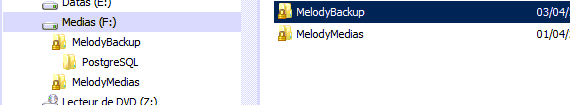 Datas (E:)
Medias (F:)
MelodyBackup
PostgreSQL
MelodyMedias
Lecteur de DVD (Z:)
MelodyBackup 03/04/
MelodyMedias 01/04/